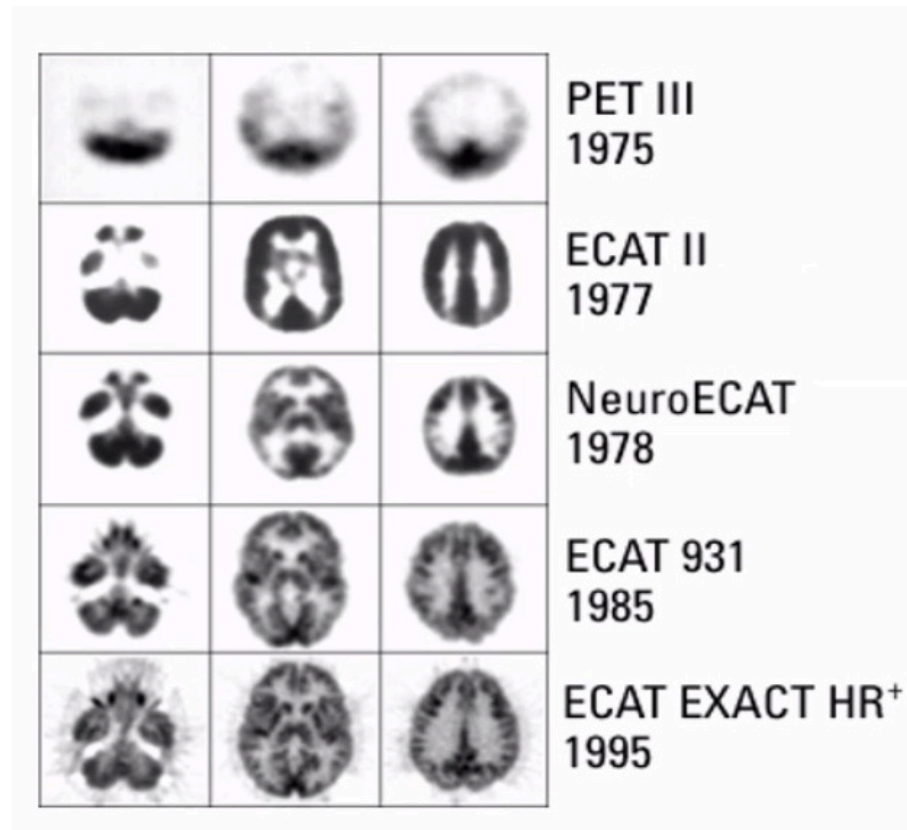 PET III
1975
ECAT II
1977
NeuroECAT
1978
ECAT 931
1985
ECAT EXACT HR⁺
1995